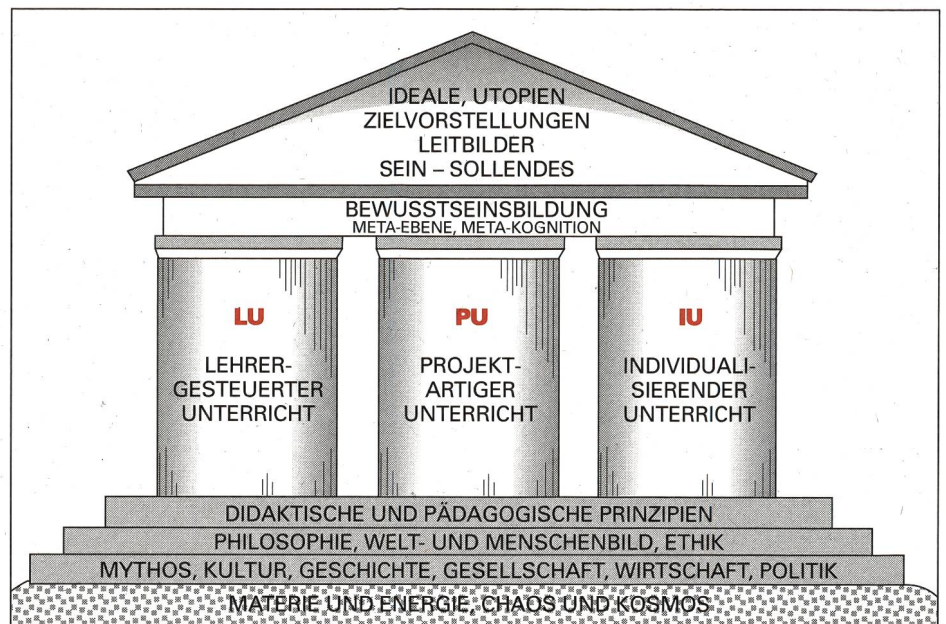 IDEALE, UTOPIEN
ZIELVORSTELLUNGEN
LEITBILDER
SEIN – SOLLENDES
BEWUSSTSEINSBILDUNG
META-EBENE, META-KOGNITION
LU
LEHRER-
GESTEUERTER
UNTERRICHT
PU
PROJEKT-
ARTIGER
UNTERRICHT
IU
INDIVIDUALI-
SIERENDER
UNTERRICHT
DIDAKTISCHE UND PÄDAGOGISCHE PRINZIPIEN
PHILOSOPHIE, WELT- UND MENSCHENBILD, ETHIK
MYTHOS, KULTUR, GESCHICHTE, GESELLSCHAFT, WIRTSCHAFT, POLITIK
MATERIE UND ENERGIE, CHAOS UND KOSMOS